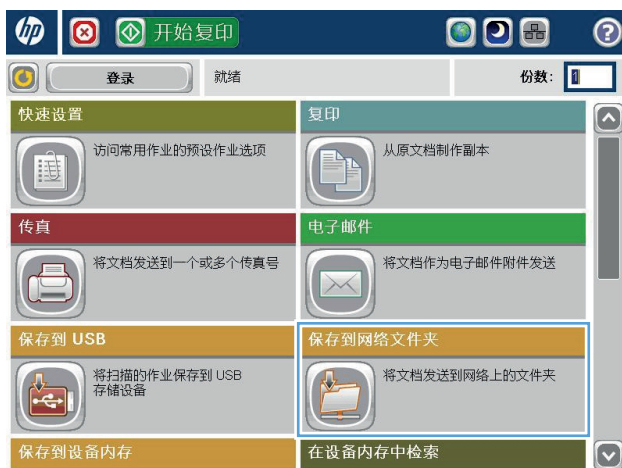 hp
开始复印
?
登录
就绪
份数: 1
快速设置
访问常用作业的预设作业选项
复印
从原文档制作副本
传真
将文档发送到一个或多个传真号
电子邮件
将文档作为电子邮件附件发送
保存到 USB
将扫描的作业保存到 USB
存储设备
保存到网络文件夹
将文档发送到网络上的文件夹
保存到设备内存
在设备内存中检索